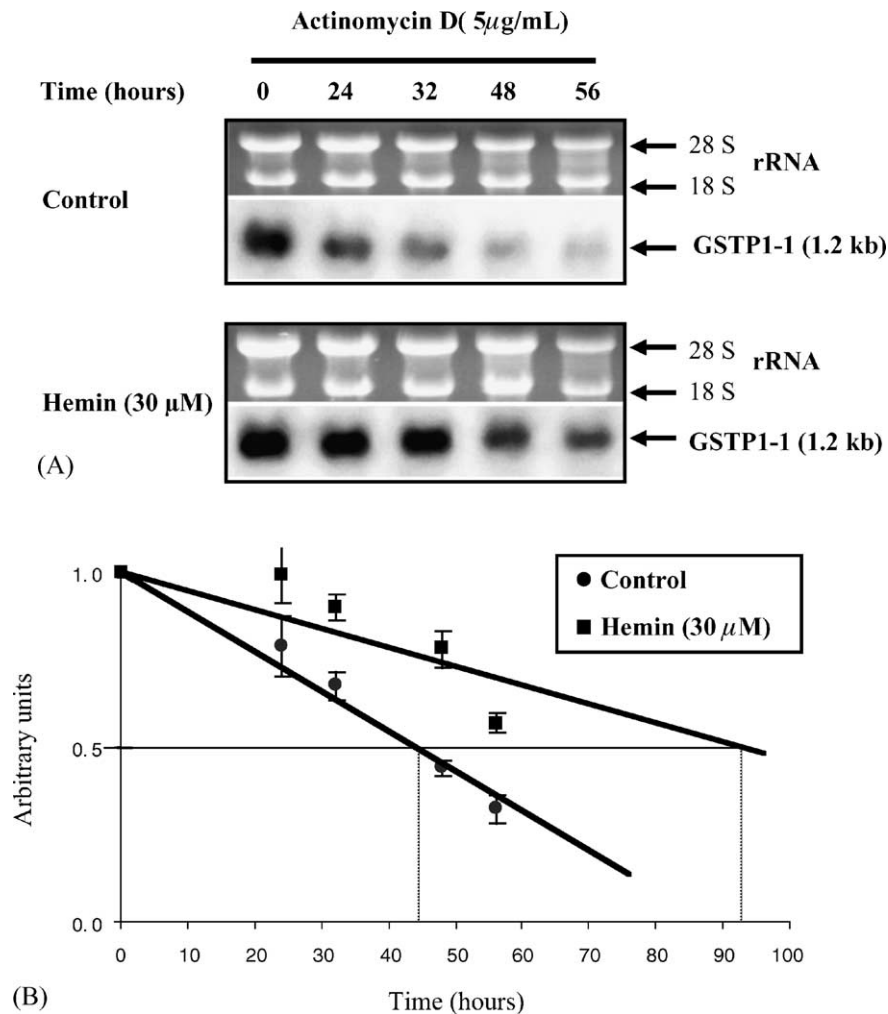 Actinomycin D( 5μg/mL)
Time (hours) 0 24 32 48 56
Control
28 S
rRNA
18 S
GSTP1-1 (1.2 kb)
Hemin (30 μM)
28 S
rRNA
18 S
GSTP1-1 (1.2 kb)
(A)
1.0
0.5
0.0
Arbitrary units
Control
Hemin (30 μM)
0 10 20 30 40 50 60 70 80 90 100
Time (hours)
(B)